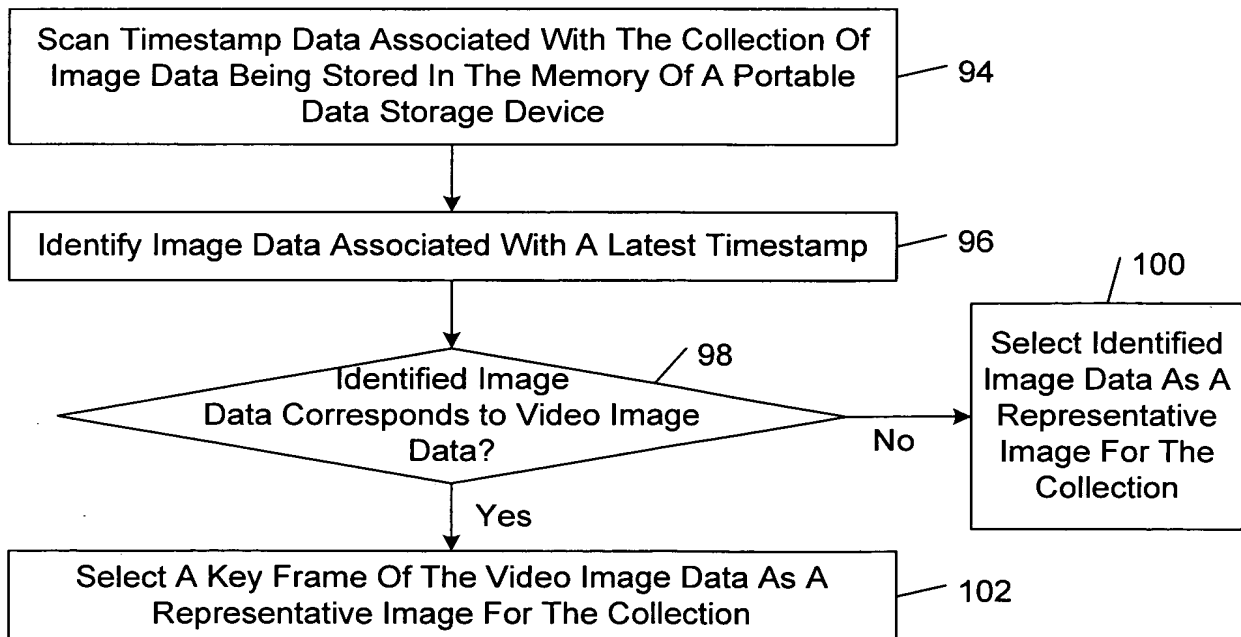 Scan Timestamp Data Associated With The Collection Of
Image Data Being Stored In The Memory Of A Portable
Data Storage Device
94
Identify Image Data Associated With A Latest Timestamp
96
Identified Image
Data Corresponds to Video Image
Data?
98
No
100
Select Identified
Image Data As A
Representative
Image For The
Collection
Yes
Select A Key Frame Of The Video Image Data As A
Representative Image For The Collection
102